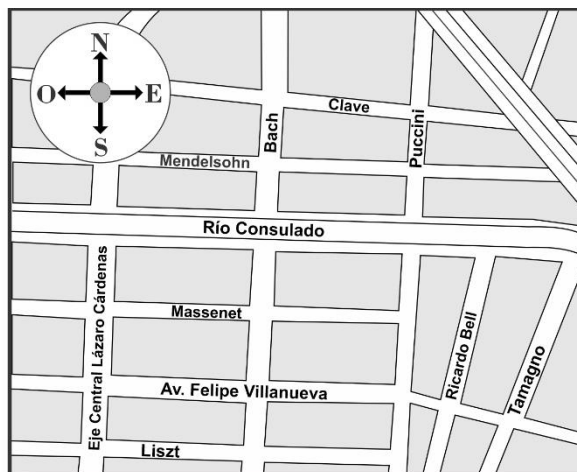 N
O
E
S
Clave
Bach
Puccini
Mendelsohn
Río Consulado
Eje Central Lázaro Cárdenas
Massenet
Ricardo Bell
Tamagno
Av. Felipe Villanueva
Liszt